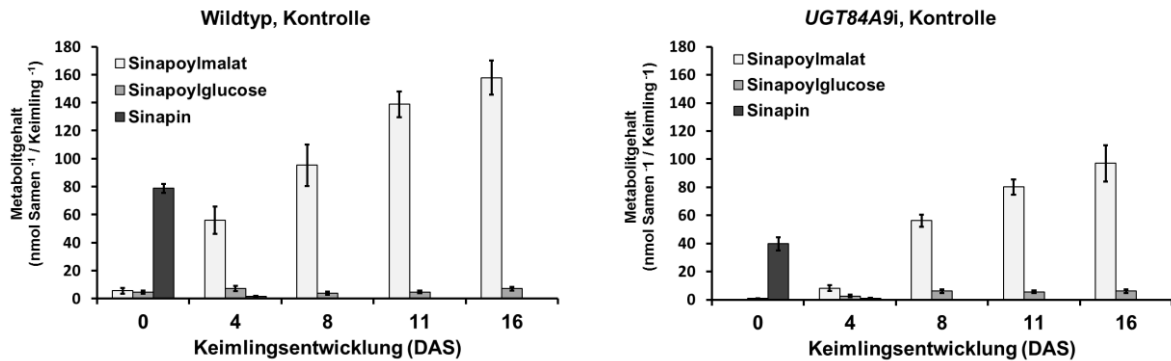 Wildtyp, Kontrolle
Metabolitgehalt
(nmol Samen -1 / Keimling -1)
180
160
140
120
100
80
60
40
20
0
Sinapoylmalat
Sinapoylglucose
Sinapin
0 4 8 11 16
Keimlingsentwicklung (DAS)
UGT84A9i, Kontrolle
Metabolitgehalt
(nmol Samen -1 / Keimling -1)
180
160
140
120
100
80
60
40
20
0
Sinapoylmalat
Sinapoylglucose
Sinapin
0 4 8 11 16
Keimlingsentwicklung (DAS)